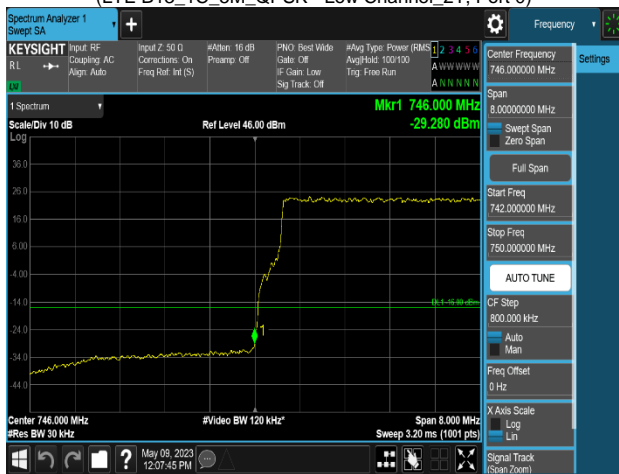 Spectrum Analyzer 1
Swept SA
+
Frequency
KEYSIGHT
Input: RF
Coupling: AC
Align: Auto
Input Z: 50 Ω
Corrections: On
Freq Ref: Int (S)
#Atten: 16 dB
Preamp: Off
PNO: Best Wide
Gate: Off
IF Gain: Low
Sig Track: Off
#Avg Type: Power (RMS
Avg|Hold: 100/100
Trig: Free Run
1 2 3 4 5 6
A W W W W W
A N N N N N
RL
1 Spectrum
Mkr1 746.000 MHz
Scale/Div 10 dB
Ref Level 46.00 dBm
-29.280 dBm
Log
36.0
26.0
16.0
6.00
-4.00
-14.0
-24.0
-34.0
-44.0
1
Center 746.000 MHz
#Video BW 120 kHz*
Span 8.000 MHz
#Res BW 30 kHz
Sweep 3.20 ms (1001 pts)
Center Frequency
746.000000 MHz
Settings
Span
8.00000000 MHz
Swept Span
Zero Span
Full Span
Start Freq
742.000000 MHz
Stop Freq
750.000000 MHz
AUTO TUNE
CF Step
800.000 kHz
Auto
Man
Freq Offset
0 Hz
X Axis Scale
Log
Lin
Signal Track
(Span Zoom)
?
May 09, 2023
12:07:45 PM